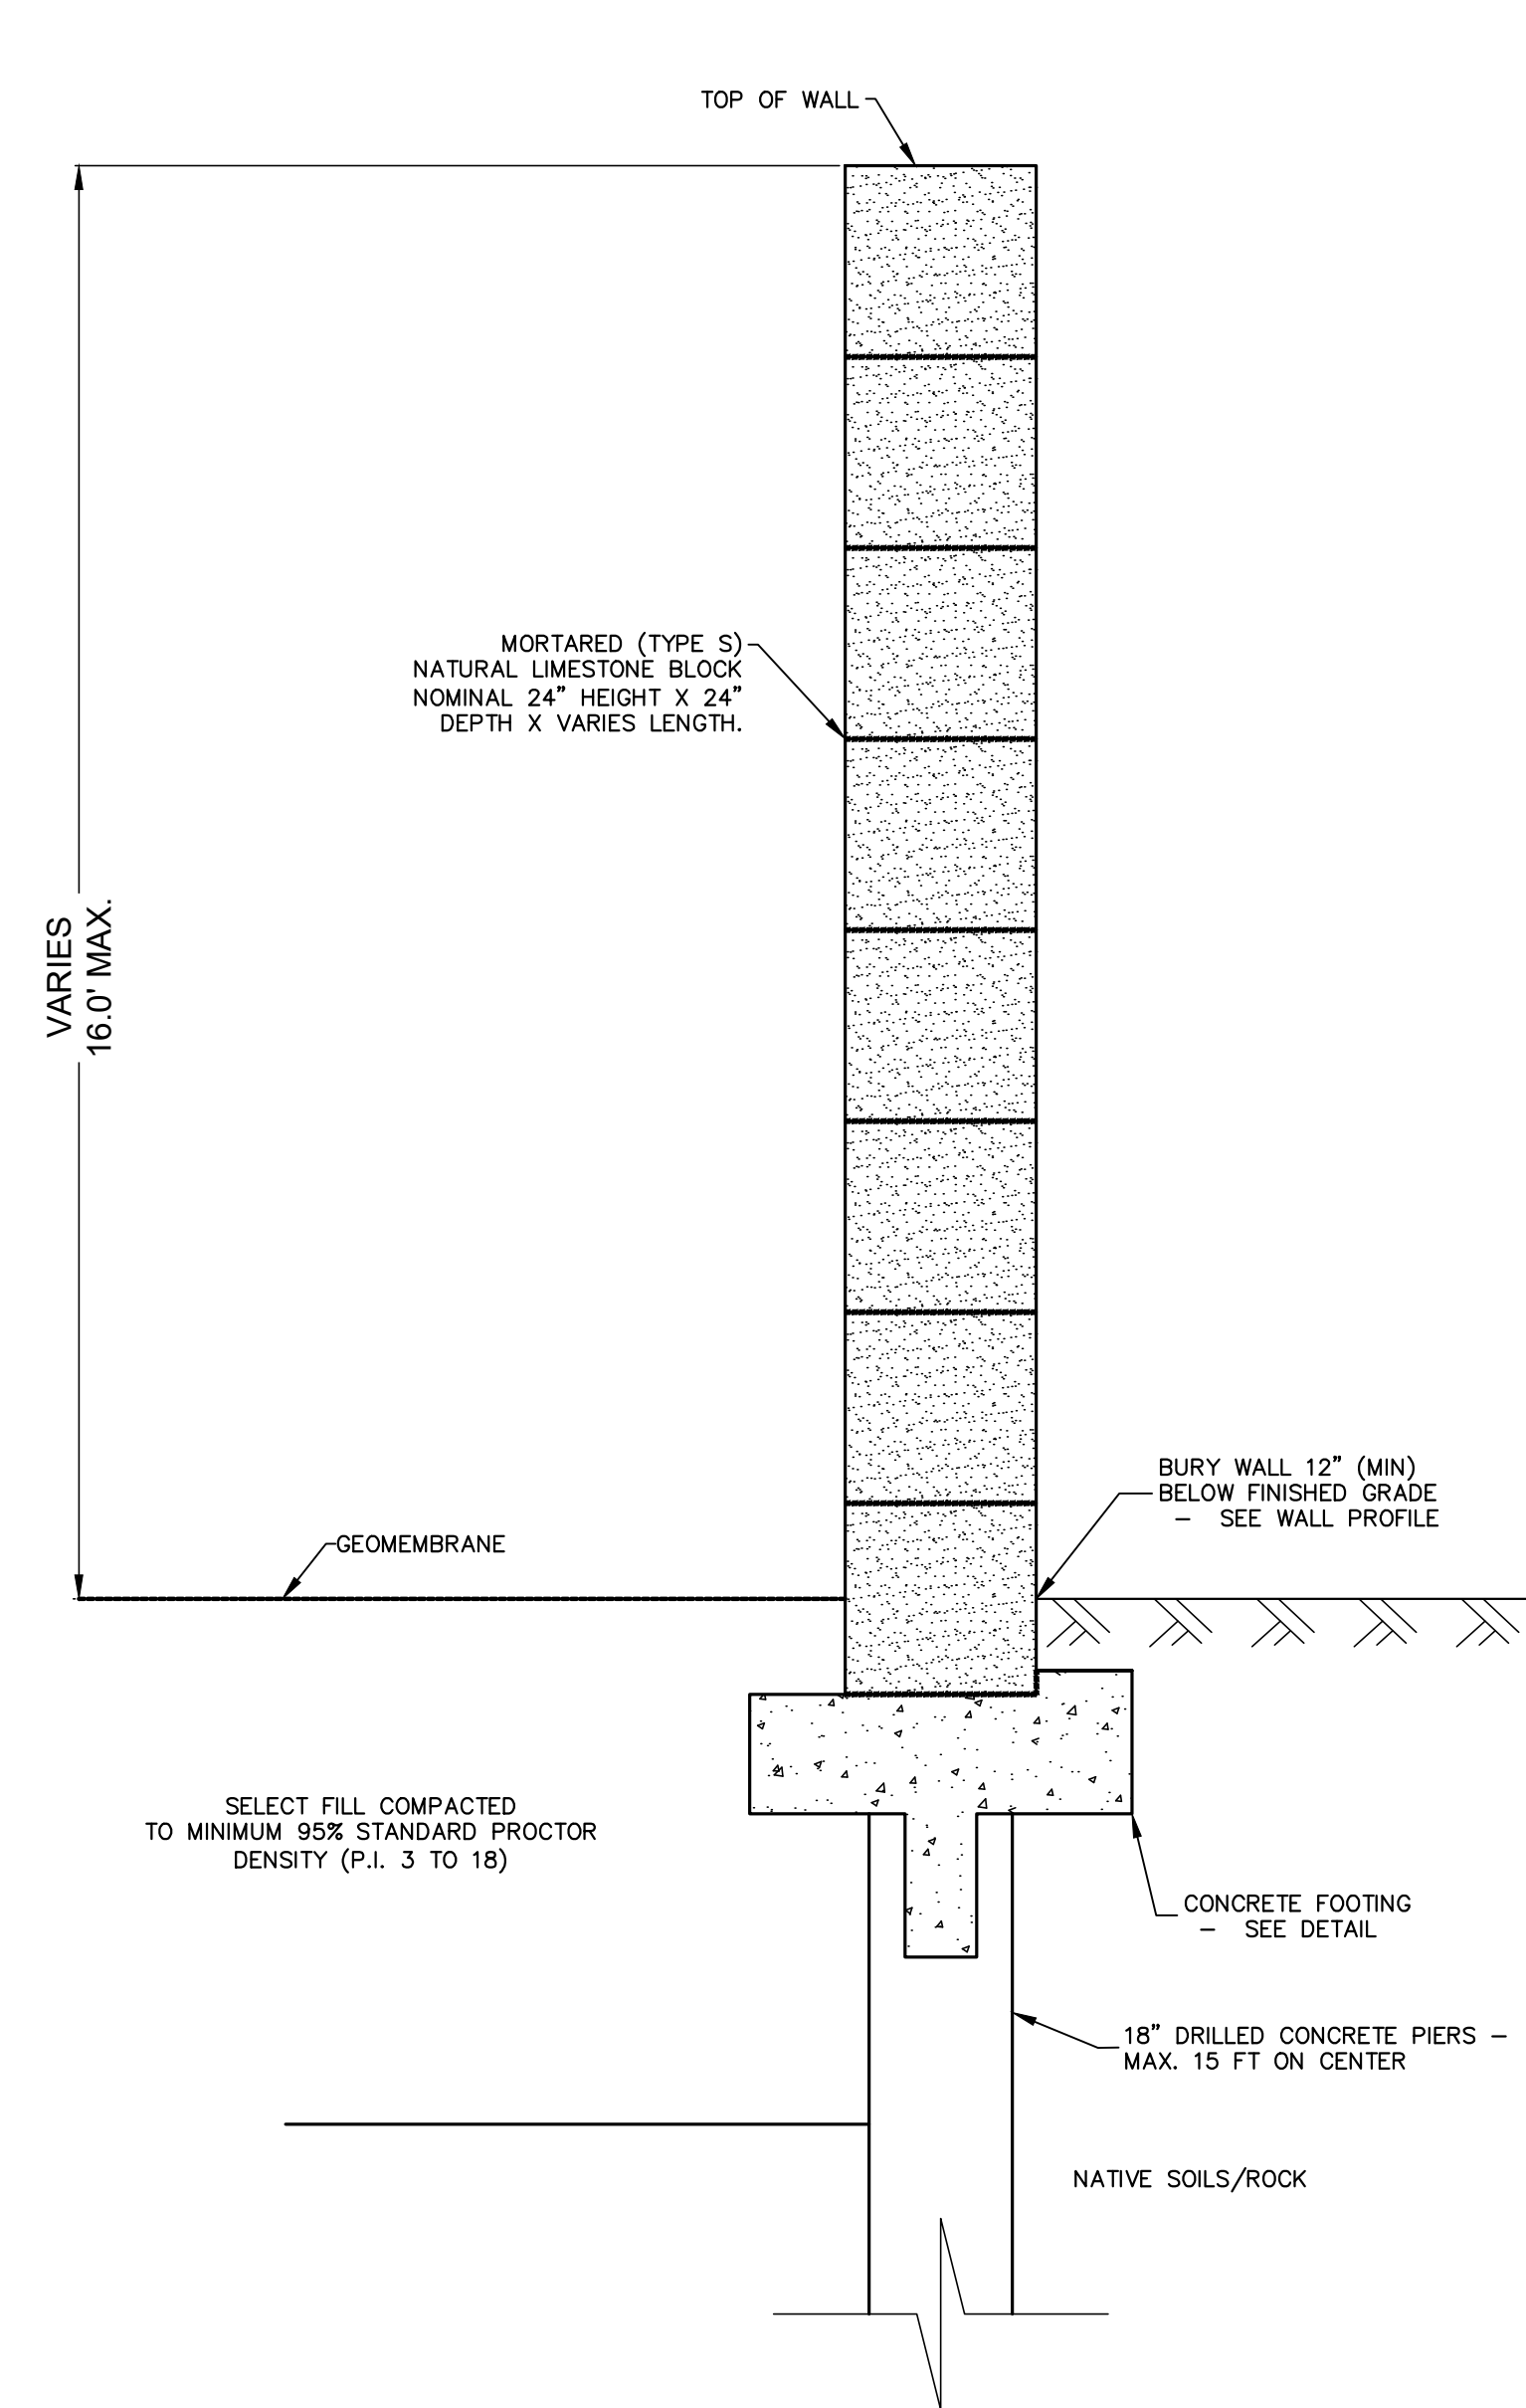 TOP OF WALL
MORTARED (TYPE S)
NATURAL LIMESTONE BLOCK
NOMINAL 24" HEIGHT X 24"
DEPTH X VARIES LENGTH.
VARIES
16.0' MAX.
BURY WALL 12" (MIN)
BELOW FINISHED GRADE
- SEE WALL PROFILE
GEOMEMBRANE
SELECT FILL COMPACTED
TO MINIMUM 95% STANDARD PROCTOR
DENSITY (P.I. 3 TO 18)
CONCRETE FOOTING
- SEE DETAIL
18" DRILLED CONCRETE PIERS -
MAX. 15 FT ON CENTER
NATIVE SOILS/ROCK